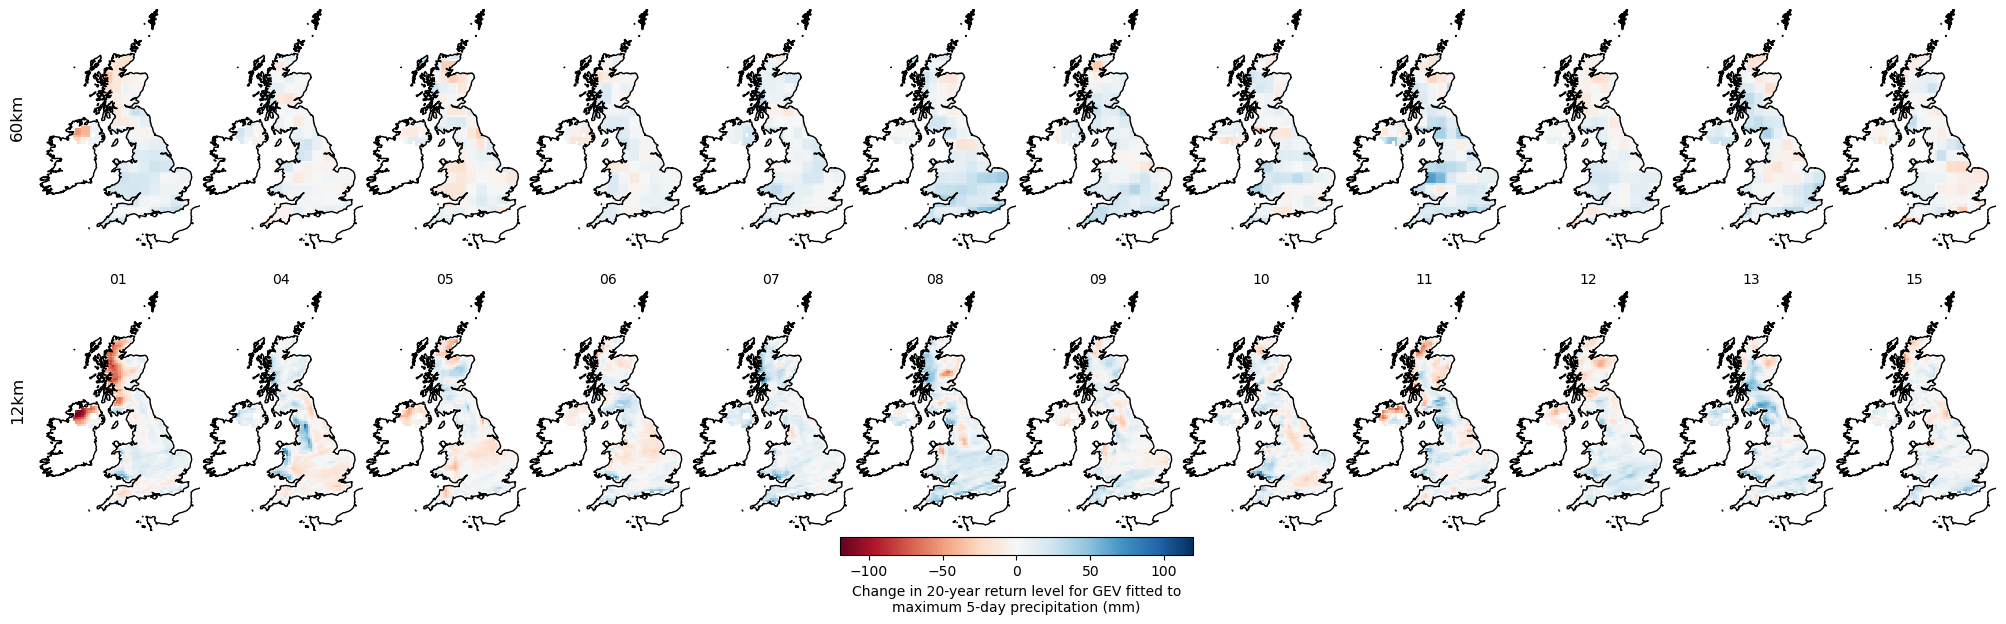 60km
01 04 05 06 07 08 09 10 11 12 13 15
12km
−100 −50 0 50 100
Change in 20-year return level for GEV fitted to
maximum 5-day precipitation (mm)